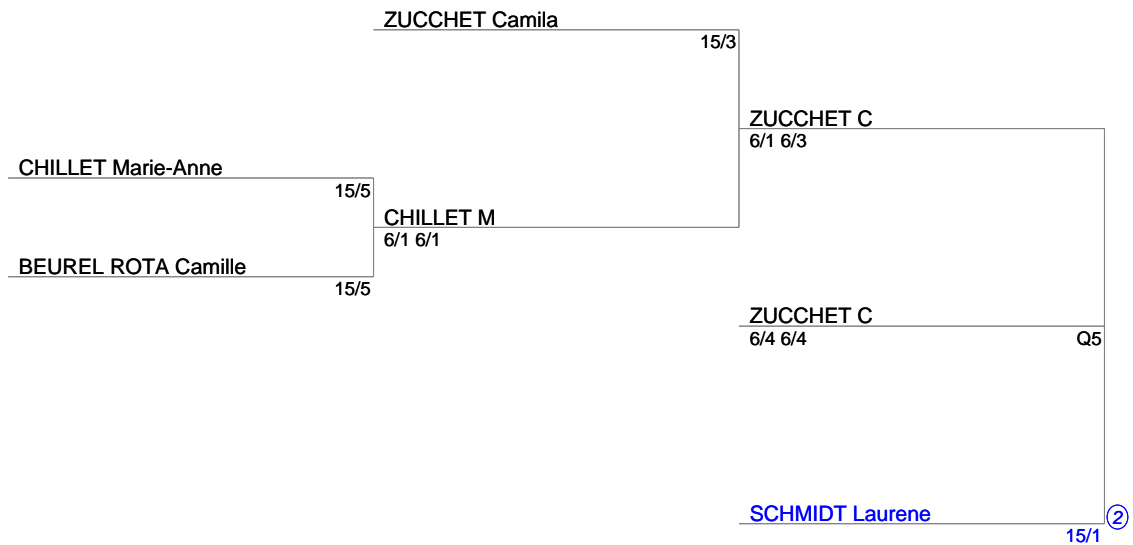 ZUCCHET Camila
15/3
ZUCCHET C
6/1 6/3
CHILLET Marie-Anne
15/5
CHILLET M
6/1 6/1
BEUREL ROTA Camille
15/5
ZUCCHET C
6/4 6/4
Q5
SCHMIDT Laurene
2
15/1